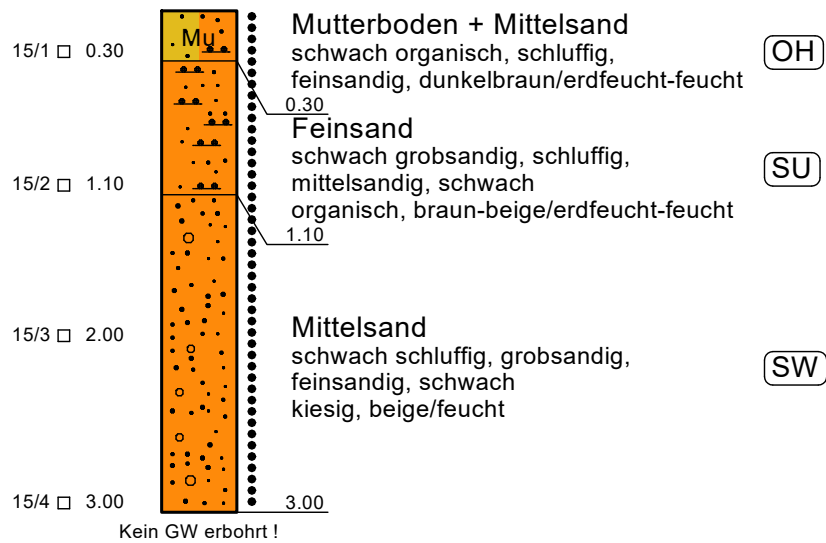 Mutterboden + Mittelsand
Mu
OH
15/1 0.30
schwach organisch, schluffig,
feinsandig, dunkelbraun/erdfeucht-feucht
0.30
Feinsand
schwach grobsandig, schluffig,
SU
15/2 1.10
mittelsandig, schwach
organisch, braun-beige/erdfeucht-feucht
1.10
15/3 2.00
Mittelsand
schwach schluffig, grobsandig,
SW
feinsandig, schwach
kiesig, beige/feucht
15/4 3.00
3.00
Kein GW erbohrt !